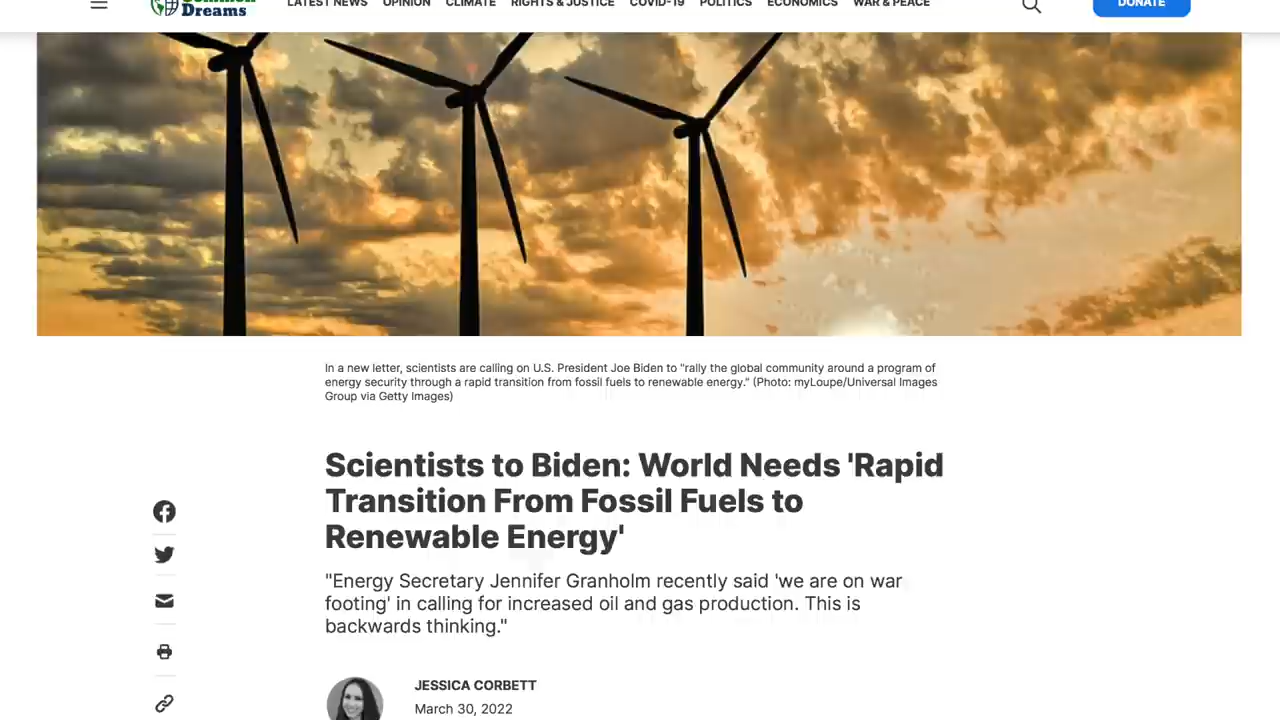 Common
Dreams
LATEST NEWS OPINION CLIMATE RIGHTS & JUSTICE COVID-19 POLITICS ECONOMICS WAR & PEACE
DONATE
In a new letter, scientists are calling on U.S. President Joe Biden to "rally the global community around a program of
energy security through a rapid transition from fossil fuels to renewable energy." (Photo: myLoupe/Universal Images
Group via Getty Images)
Scientists to Biden: World Needs 'Rapid
Transition From Fossil Fuels to
Renewable Energy'
"Energy Secretary Jennifer Granholm recently said 'we are on war
footing' in calling for increased oil and gas production. This is
backwards thinking."
JESSICA CORBETT
March 30, 2022